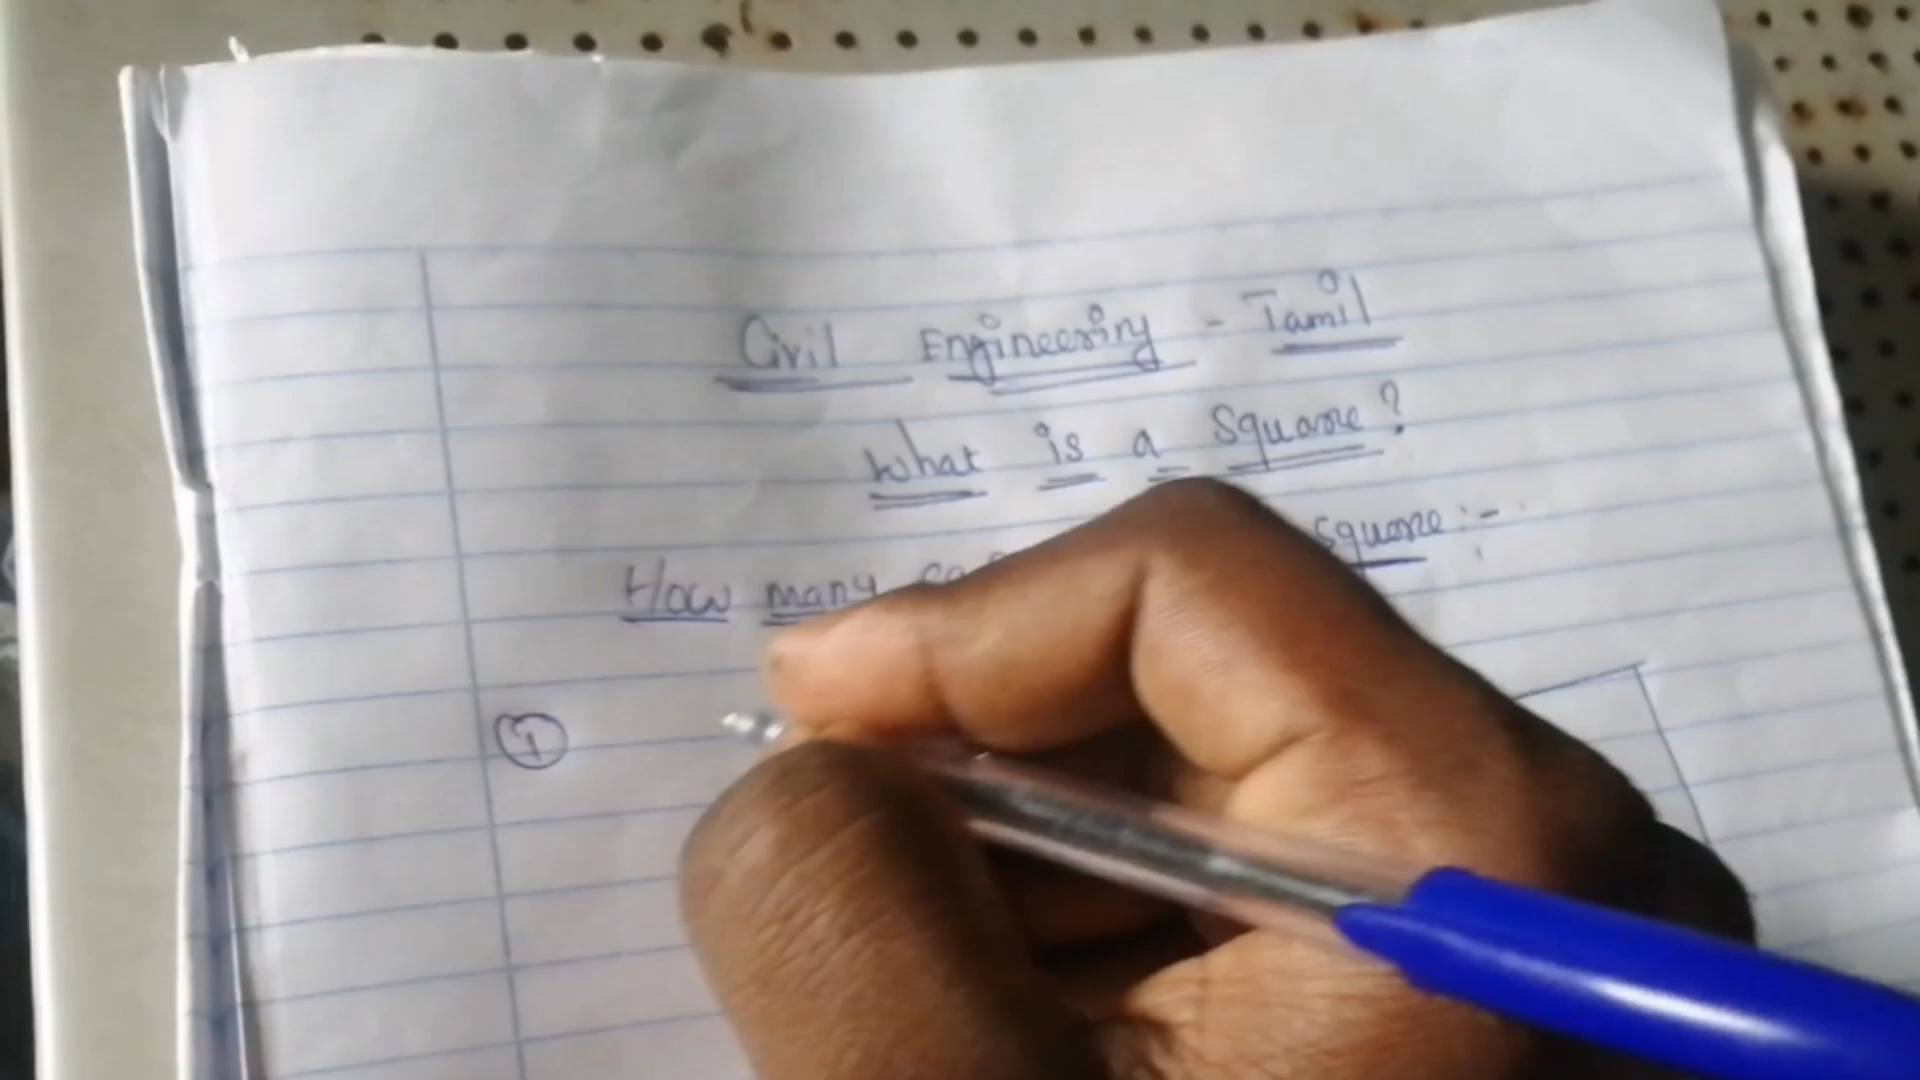 Civil Engineering - Tamil
What is a Square?
How many Square :-
1